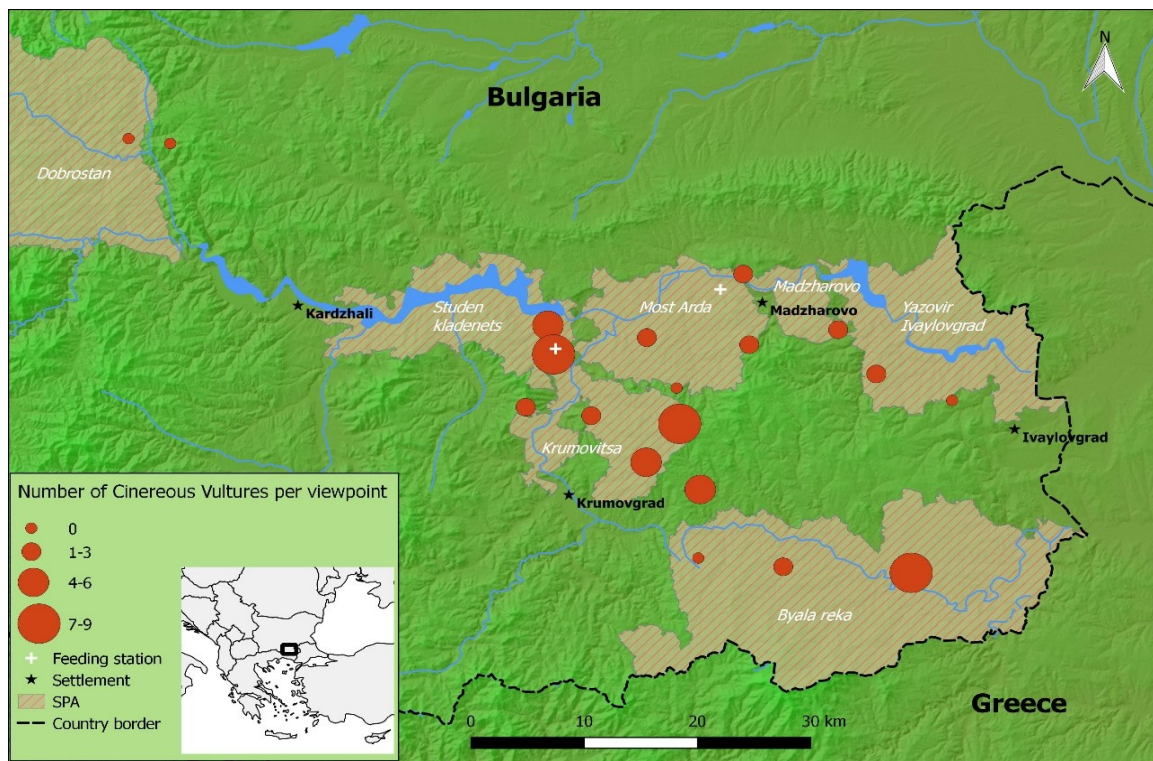 N
Bulgaria
Dobrostan
Kardzhali
Studen
kladenets
Most Arda
Madzharovo
Madzharovo
Yazovir
Ivaylovgrad
Krumovitsa
Ivaylovgrad
Krumovgrad
Byala reka
Greece
Number of Cinereous Vultures per viewpoint
0
1-3
4-6
7-9
Feeding station
Settlement
SPA
Country border
0 10 20 30 km